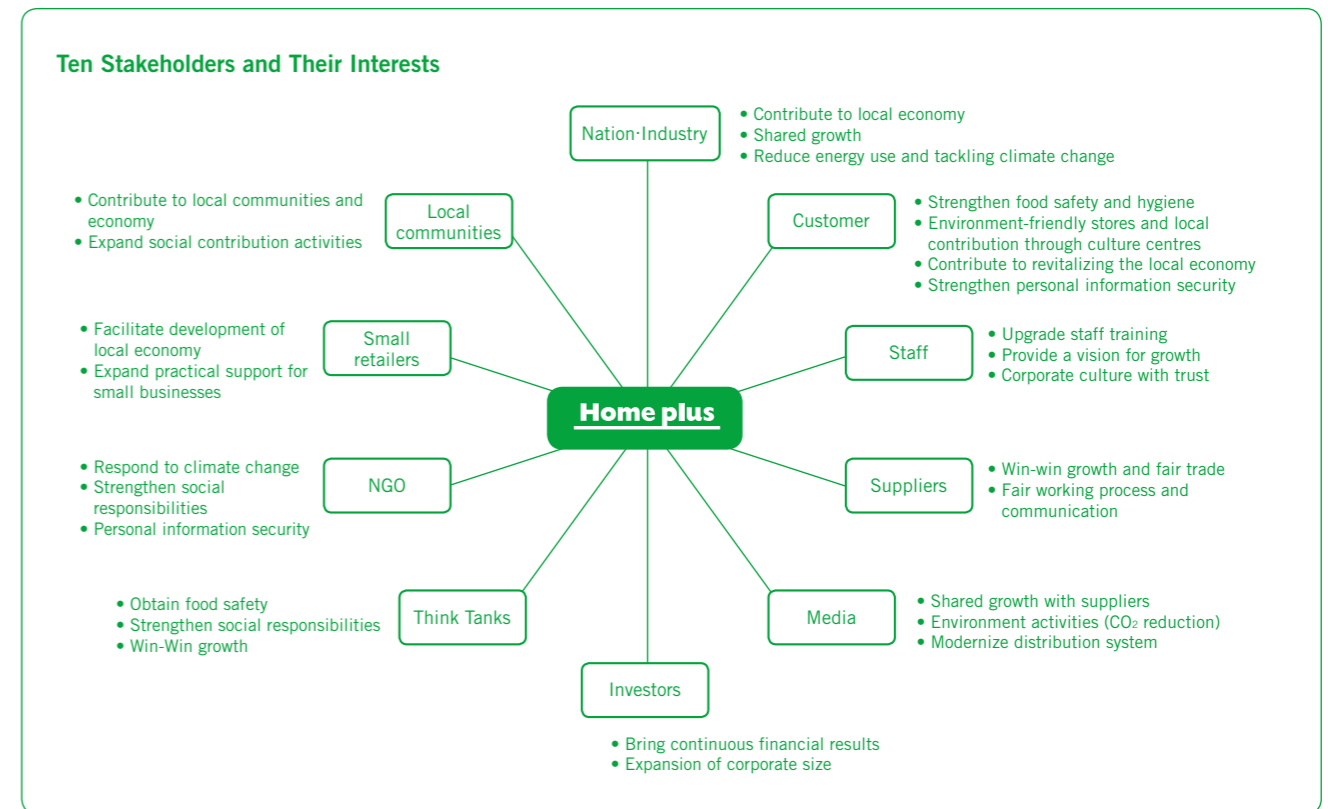 Ten Stakeholders and Their Interests
Nation·Industry
• Contribute to local economy
• Shared growth
• Reduce energy use and tackling climate change
Customer
• Strengthen food safety and hygiene
• Environment-friendly stores and local
contribution through culture centres
• Contribute to revitalizing the local economy
• Strengthen personal information security
Staff
• Upgrade staff training
• Provide a vision for growth
• Corporate culture with trust
Suppliers
• Win-win growth and fair trade
• Fair working process and
communication
Media
• Shared growth with suppliers
• Environment activities (CO₂ reduction)
• Modernize distribution system
Investors
• Bring continuous financial results
• Expansion of corporate size
Think Tanks
• Obtain food safety
• Strengthen social responsibilities
• Win-Win growth
NGO
• Respond to climate change
• Strengthen social
responsibilities
• Personal information security
Small
retailers
• Facilitate development of
local economy
• Expand practical support for
small businesses
Local
communities
• Contribute to local communities and
economy
• Expand social contribution activities
Home plus